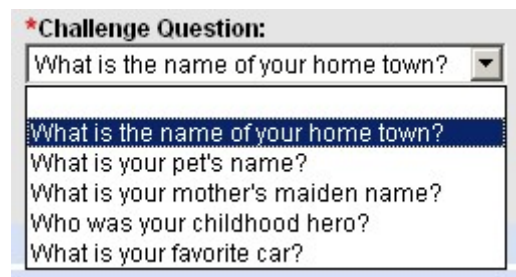 *Challenge Question:
What is the name of your home town?
What is the name of your home town?
What is your pet's name?
What is your mother's maiden name?
Who was your childhood hero?
What is your favorite car?